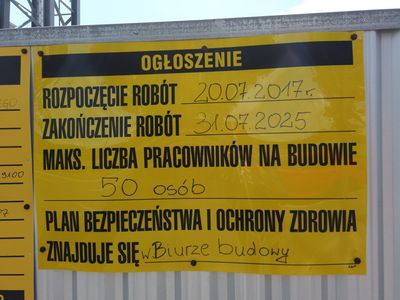 OGŁOSZENIE
ROZPOCZĘCIE ROBÓT 20.07.2017r.
ZAKOŃCZENIE ROBÓT 31.07.2025
MAKS. LICZBA PRACOWNIKÓW NA BUDOWIE
50 osób
PLAN BEZPIECZEŃSTWA I OCHRONY ZDROWIA
ZNAJDUJE SIĘ w Biurze budowy